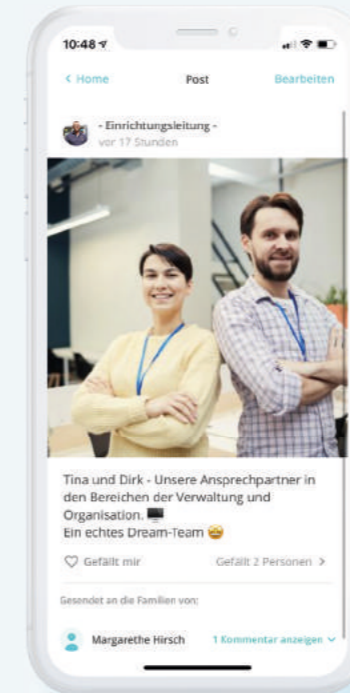 10:48
< Home Post Bearbeiten
- Einrichtungsleitung -
vor 17 Stunden
Tina und Dirk - Unsere Ansprechpartner in
den Bereichen der Verwaltung und
Organisation. 🖥️
Ein echtes Dream-Team 🤩
Gefällt mir Gefällt 2 Personen >
Gesendet an die Familien von:
Margarethe Hirsch 1 Kommentar anzeigen